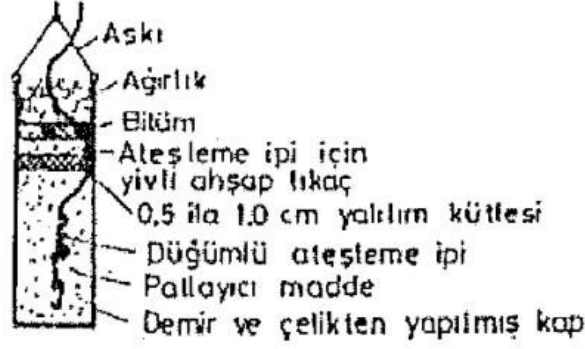 Askı
Ağırlık
Bitüm
Ateşleme ipi için
yivli ahşap tıkaç
0,5 ila 1.0 cm yalıtım kütlesi
Düğümlü ateşleme ipi
Patlayıcı madde
Demir ve çelikten yapılmış kap